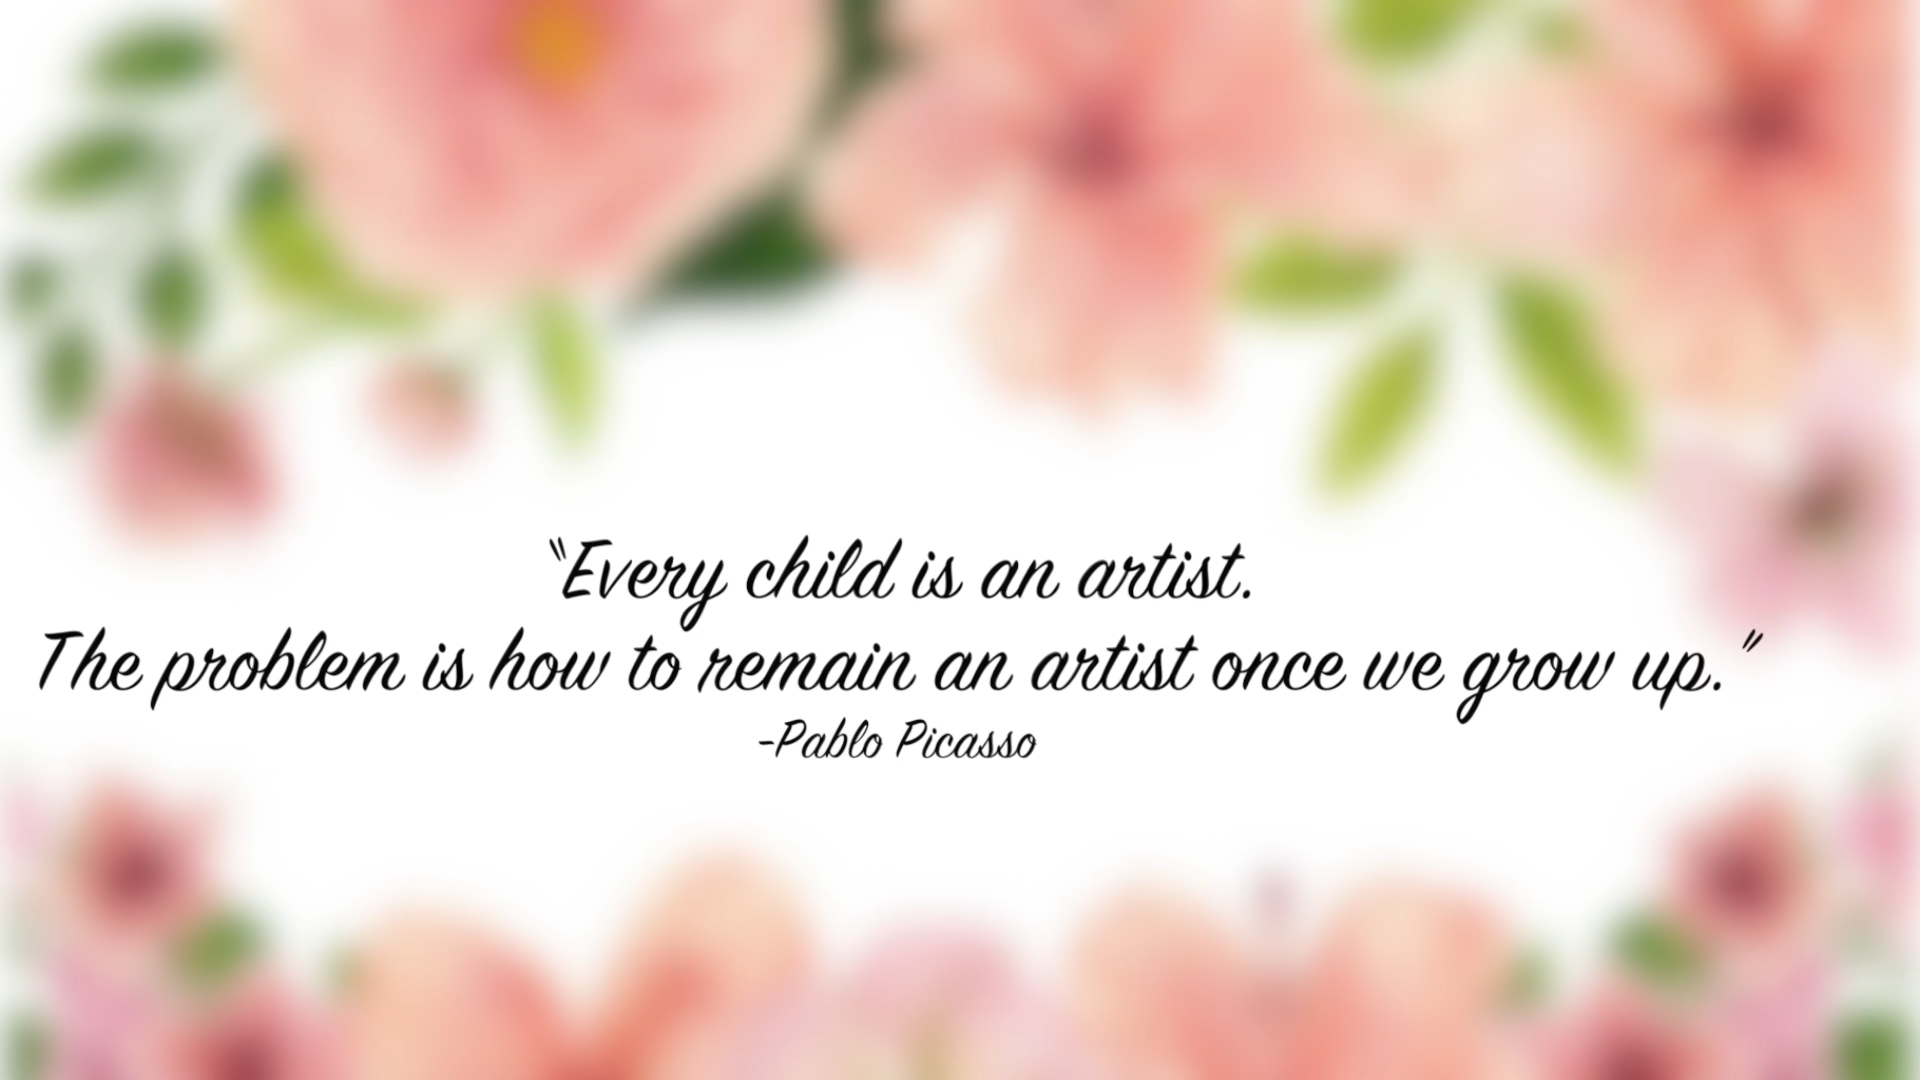 "Every child is an artist.
The problem is how to remain an artist once we grow up."
-Pablo Picasso